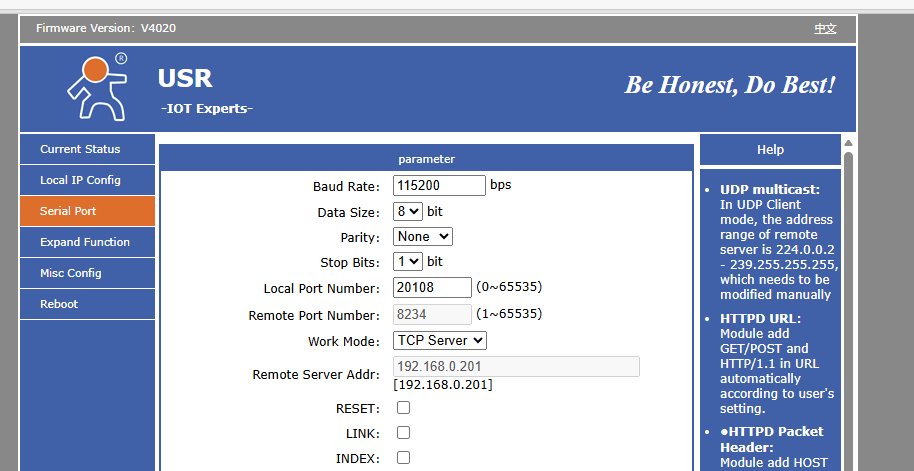 Firmware Version: V4020
中文
®
USR
-IOT Experts-
Be Honest, Do Best!
Current Status
Local IP Config
Serial Port
Expand Function
Misc Config
Reboot
parameter
Baud Rate: 115200 bps
Data Size: 8 bit
Parity: None
Stop Bits: 1 bit
Local Port Number: 20108 (0~65535)
Remote Port Number: 8234 (1~65535)
Work Mode: TCP Server
Remote Server Addr: 192.168.0.201
[192.168.0.201]
RESET:
LINK:
INDEX:
Help
• UDP multicast:
In UDP Client
mode, the address
range of remote
server is 224.0.0.2
- 239.255.255.255,
which needs to be
modified manually
• HTTPD URL:
Module add
GET/POST and
HTTP/1.1 in URL
automatically
according to user's
setting.
• ●HTTPD Packet
Header:
Module add HOST